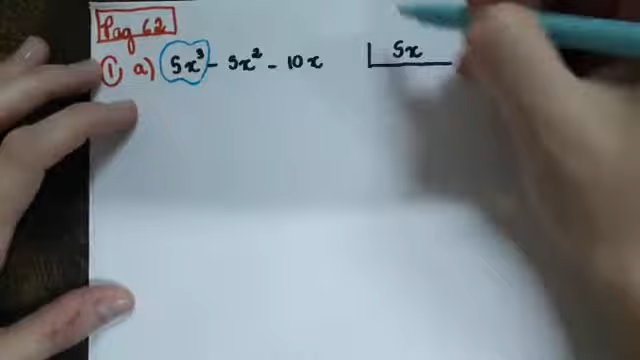 Pag 62
① a) 5x³ - 5x² - 10x |5x